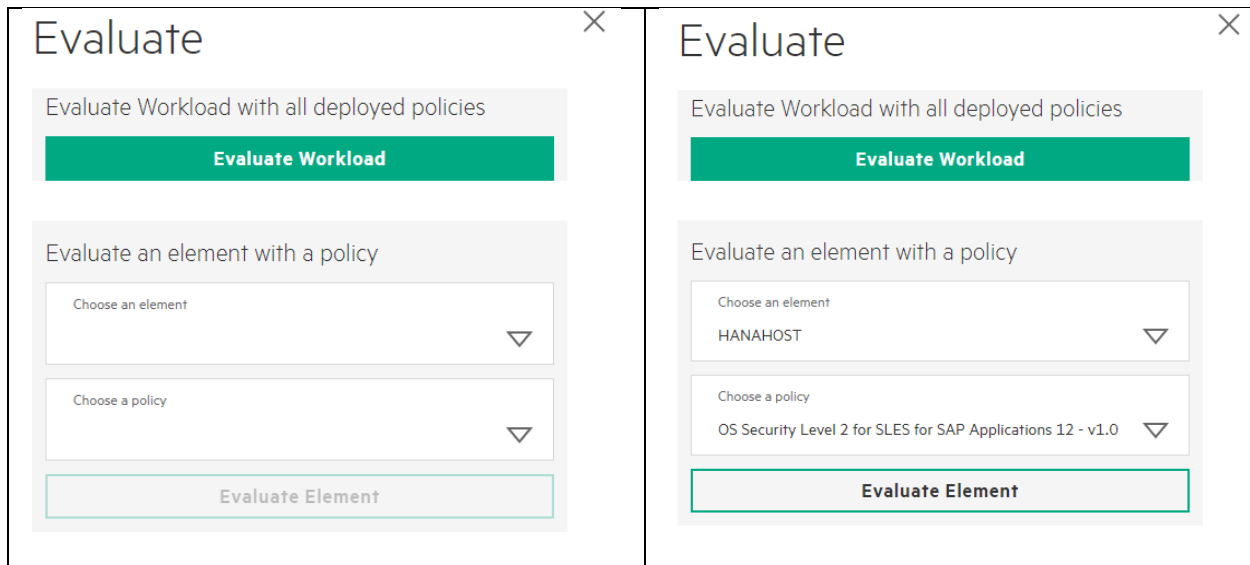 Evaluate
Evaluate Workload with all deployed policies
Evaluate Workload
Evaluate an element with a policy
Choose an element
Choose a policy
Evaluate Element
Evaluate
Evaluate Workload with all deployed policies
Evaluate Workload
Evaluate an element with a policy
Choose an element
HANAHOST
Choose a policy
OS Security Level 2 for SLES for SAP Applications 12 - v1.0
Evaluate Element